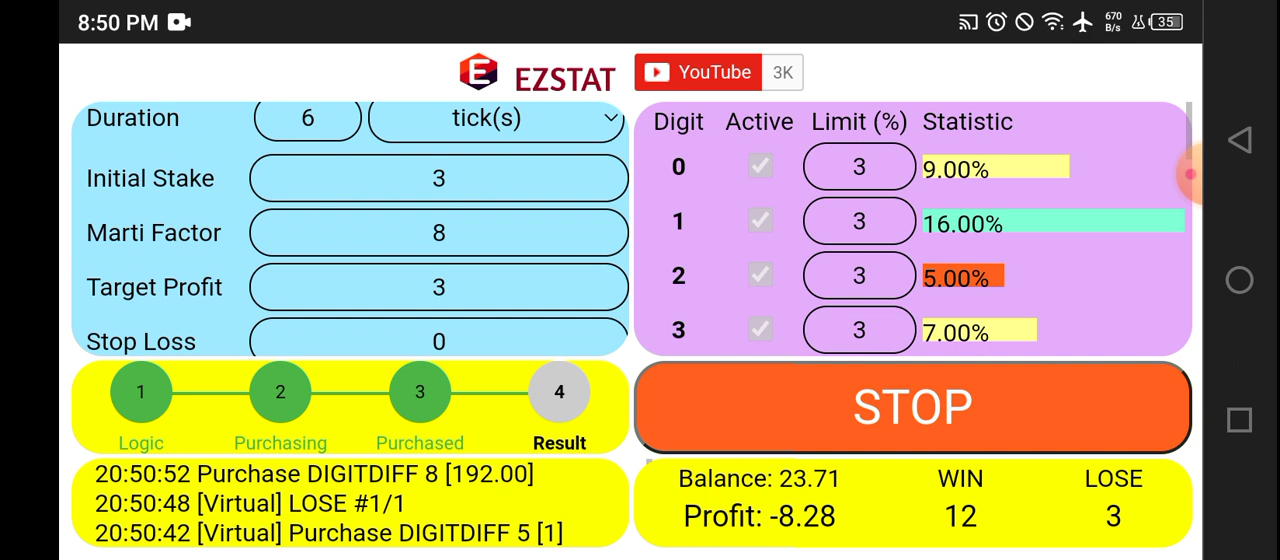 8:50 PM
670
B/s
35
EZSTAT
YouTube 3K
Duration 6 tick(s)
Initial Stake 3
Marti Factor 8
Target Profit 3
Stop Loss 0
Digit Active Limit (%) Statistic
0 3 9.00%
1 3 16.00%
2 3 5.00%
3 3 7.00%
1 2 3 4
Logic Purchasing Purchased Result
STOP
20:50:52 Purchase DIGITDIFF 8 [192.00]
20:50:48 [Virtual] LOSE #1/1
20:50:42 [Virtual] Purchase DIGITDIFF 5 [1]
Balance: 23.71 WIN LOSE
Profit: -8.28 12 3